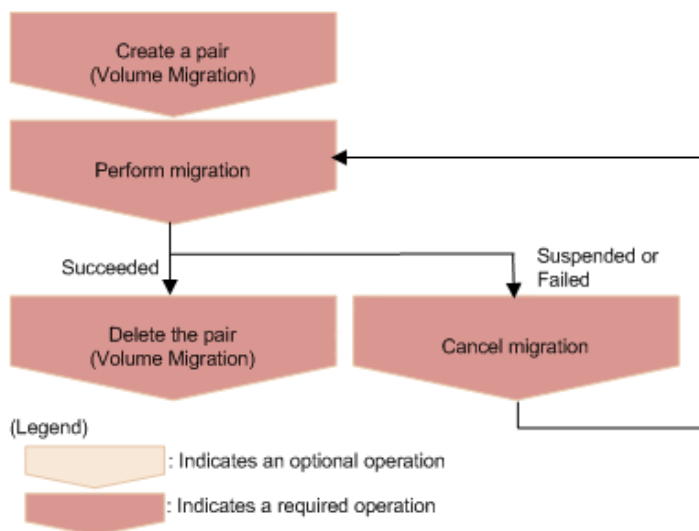 Create a pair
(Volume Migration)
Perform migration
Succeeded
Suspended or
Failed
Delete the pair
(Volume Migration)
Cancel migration
(Legend)
: Indicates an optional operation
: Indicates a required operation